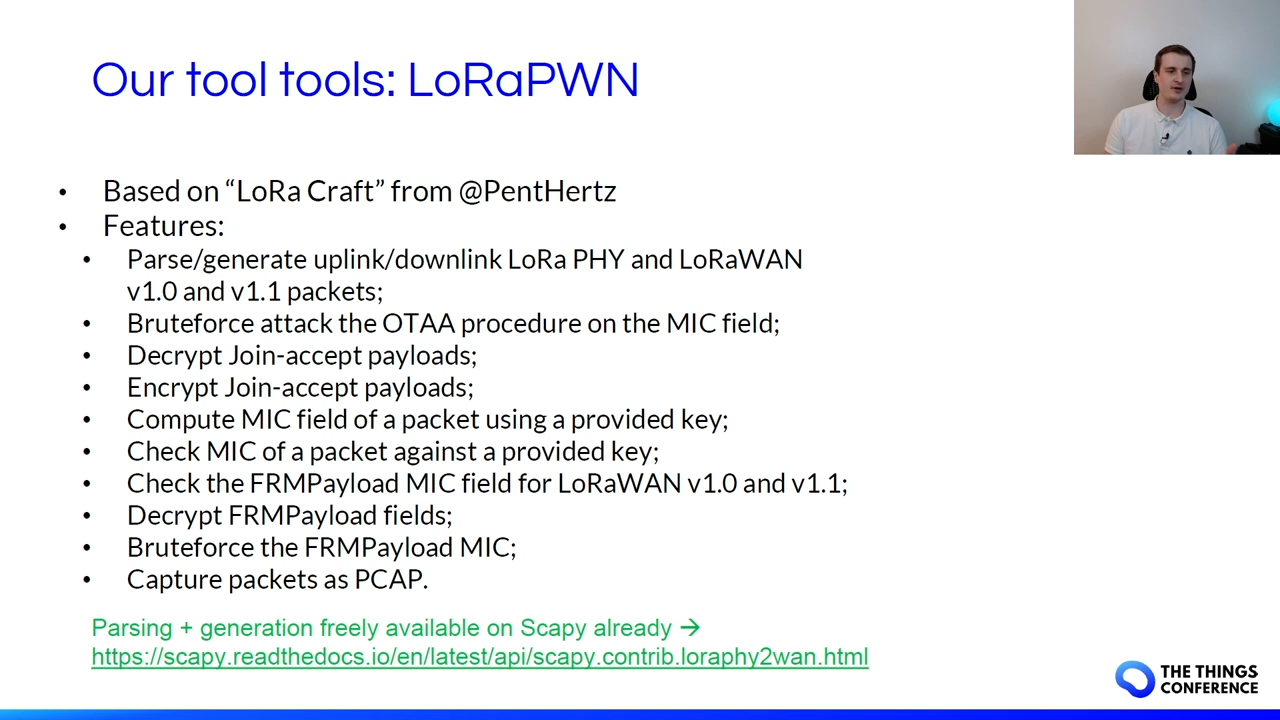 Our tool tools: LoRaPWN
• Based on “LoRa Craft” from @PentHertz
• Features:
• Parse/generate uplink/downlink LoRa PHY and LoRaWAN
v1.0 and v1.1 packets;
• Bruteforce attack the OTAA procedure on the MIC field;
• Decrypt Join-accept payloads;
• Encrypt Join-accept payloads;
• Compute MIC field of a packet using a provided key;
• Check MIC of a packet against a provided key;
• Check the FRMPayload MIC field for LoRaWAN v1.0 and v1.1;
• Decrypt FRMPayload fields;
• Bruteforce the FRMPayload MIC;
• Capture packets as PCAP.
Parsing + generation freely available on Scapy already →
https://scapy.readthedocs.io/en/latest/api/scapy.contrib.loraphy2wan.html
THE THINGS
CONFERENCE